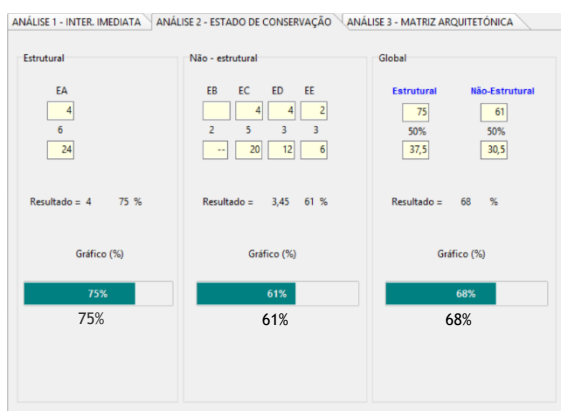 ANÁLISE 1 - INTER. IMEDIATA ANÁLISE 2 - ESTADO DE CONSERVAÇÃO ANÁLISE 3 - MATRIZ ARQUITETÓNICA
Estrutural
EA
4
6
24
Resultado = 4 75 %
Gráfico (%)
75%
75%
Não - estrutural
EB EC ED EE
4 4 2
2 5 3 3
-- 20 12 6
Resultado = 3,45 61 %
Gráfico (%)
61%
61%
Global
Estrutural Não-Estrutural
75 61
50% 50%
37,5 30,5
Resultado = 68 %
Gráfico (%)
68%
68%